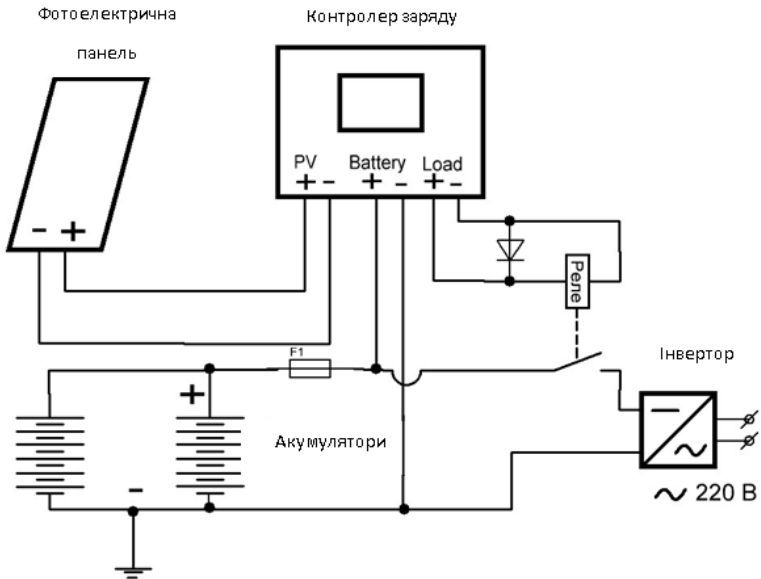 Фотоелектрична
панель
Контролер заряду
PV Battery Load
+ − + − + −
− +
Реле
F1
Інвертор
+
Акумулятори
−
~ 220 В